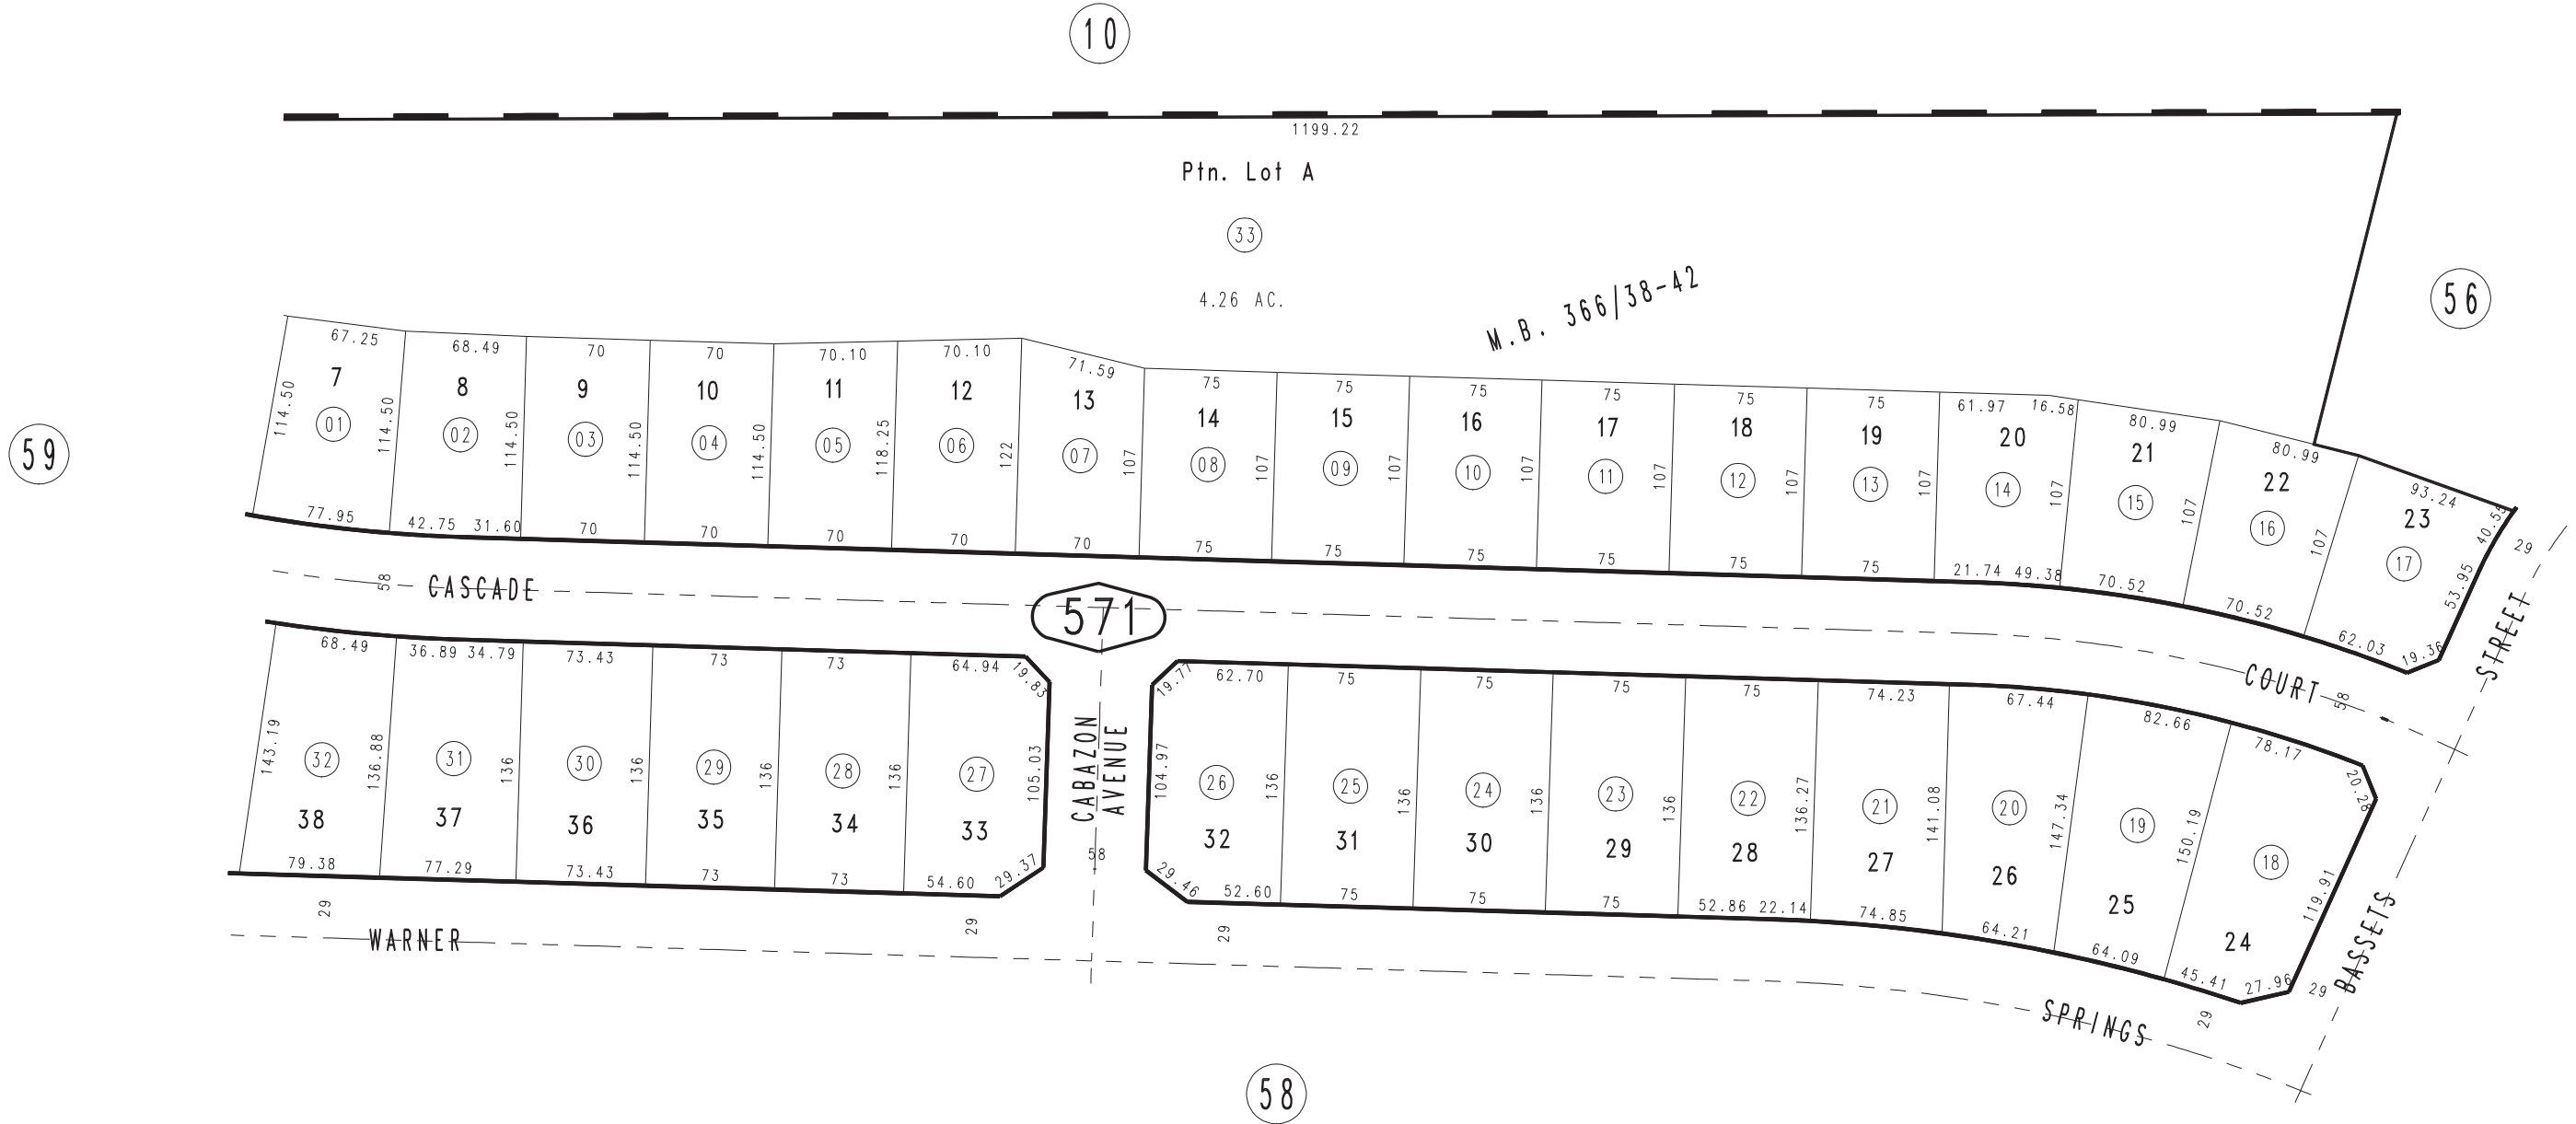 10
1199.22
Ptn. Lot A
33
4.26 AC.
M.B. 366/38-42
56
59
67.25 68.49 70 70 70.10 70.10 71.59 75 75 75 75 75 75 61.97 16.58 80.99 80.99 93.24
7 8 9 10 11 12 13 14 15 16 17 18 19 20 21 22 23
01 02 03 04 05 06 07 08 09 10 11 12 13 14 15 16 17
114.50 114.50 114.50 114.50 114.50 118.25 122 107 107 107 107 107 107 107 107 107 107 40.55 53.95 29
77.95 42.75 31.60 70 70 70 70 70 75 75 75 75 75 75 21.74 49.38 70.52 70.52 62.03 19.36
58 CASCADE COURT 58
571
STREET
68.49 36.89 34.79 73.43 73 73 64.94 19.83 19.77 62.70 75 75 75 75 74.23 67.44 82.66 78.17 20.28
143.19 136.88 136 136 136 136 105.03 104.97 136 136 136 136 136.27 141.08 147.34 150.19 119.91
CABAZON
AVENUE
58
32 31 30 29 28 27 26 25 24 23 22 21 20 19 18
38 37 36 35 34 33 32 31 30 29 28 27 26 25 24
79.38 77.29 73.43 73 73 54.60 29.37 29.46 52.60 75 75 75 52.86 22.14 74.85 64.21 64.09 45.41 27.96 29
BASSETS
29 29 29 29
WARNER SPRINGS
58